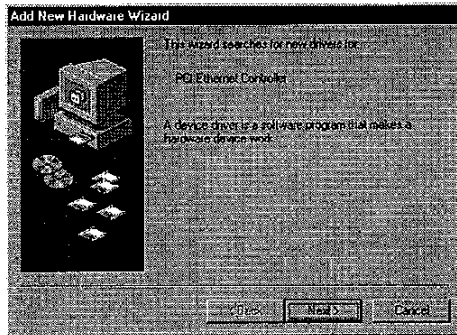 Add New Hardware Wizard
This wizard searches for new drivers for:
PCI Ethernet Controller
A device driver is a software program that makes a
hardware device work.
< Back
Next >
Cancel